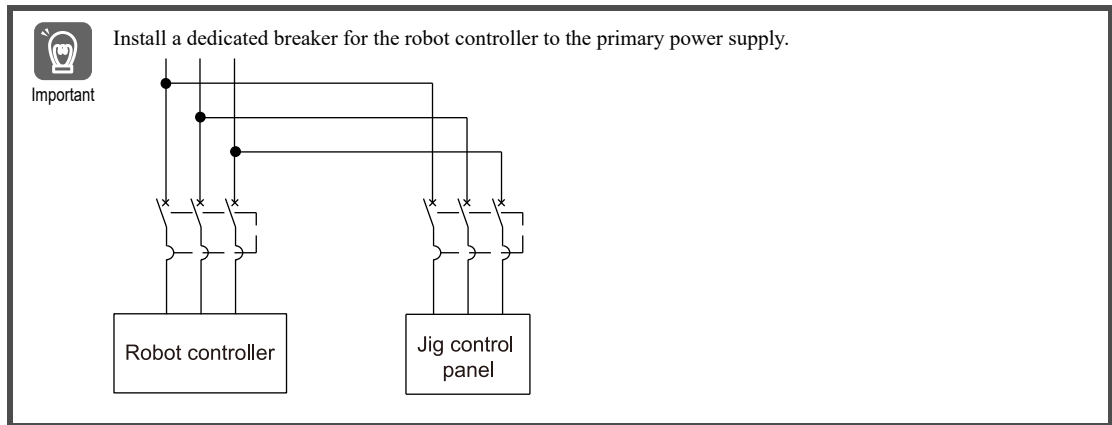 Install a dedicated breaker for the robot controller to the primary power supply.
Important
Robot controller
Jig control
panel